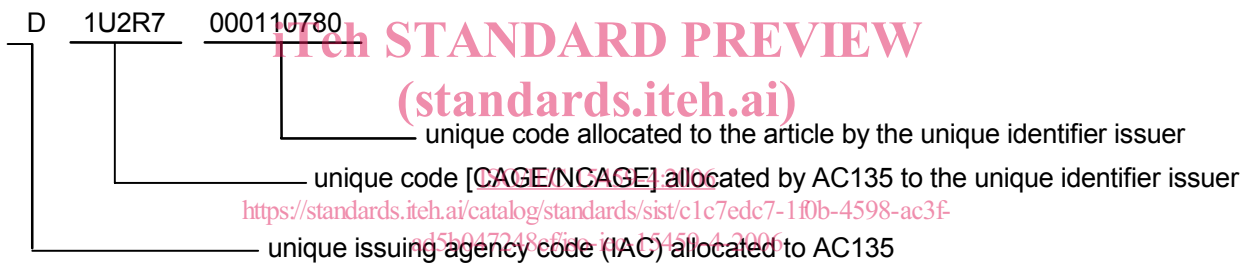 D 1U2R7 000110780
iTeh STANDARD PREVIEW
(standards.iteh.ai)
unique code allocated to the article by the unique identifier issuer
unique code [CAGE/NCAGE] allocated by AC135 to the unique identifier issuer
https://standards.iteh.ai/catalog/standards/sist/c1c7edc7-1f0b-4598-ac3f-
unique issuing agency code (IAC) allocated to AC135